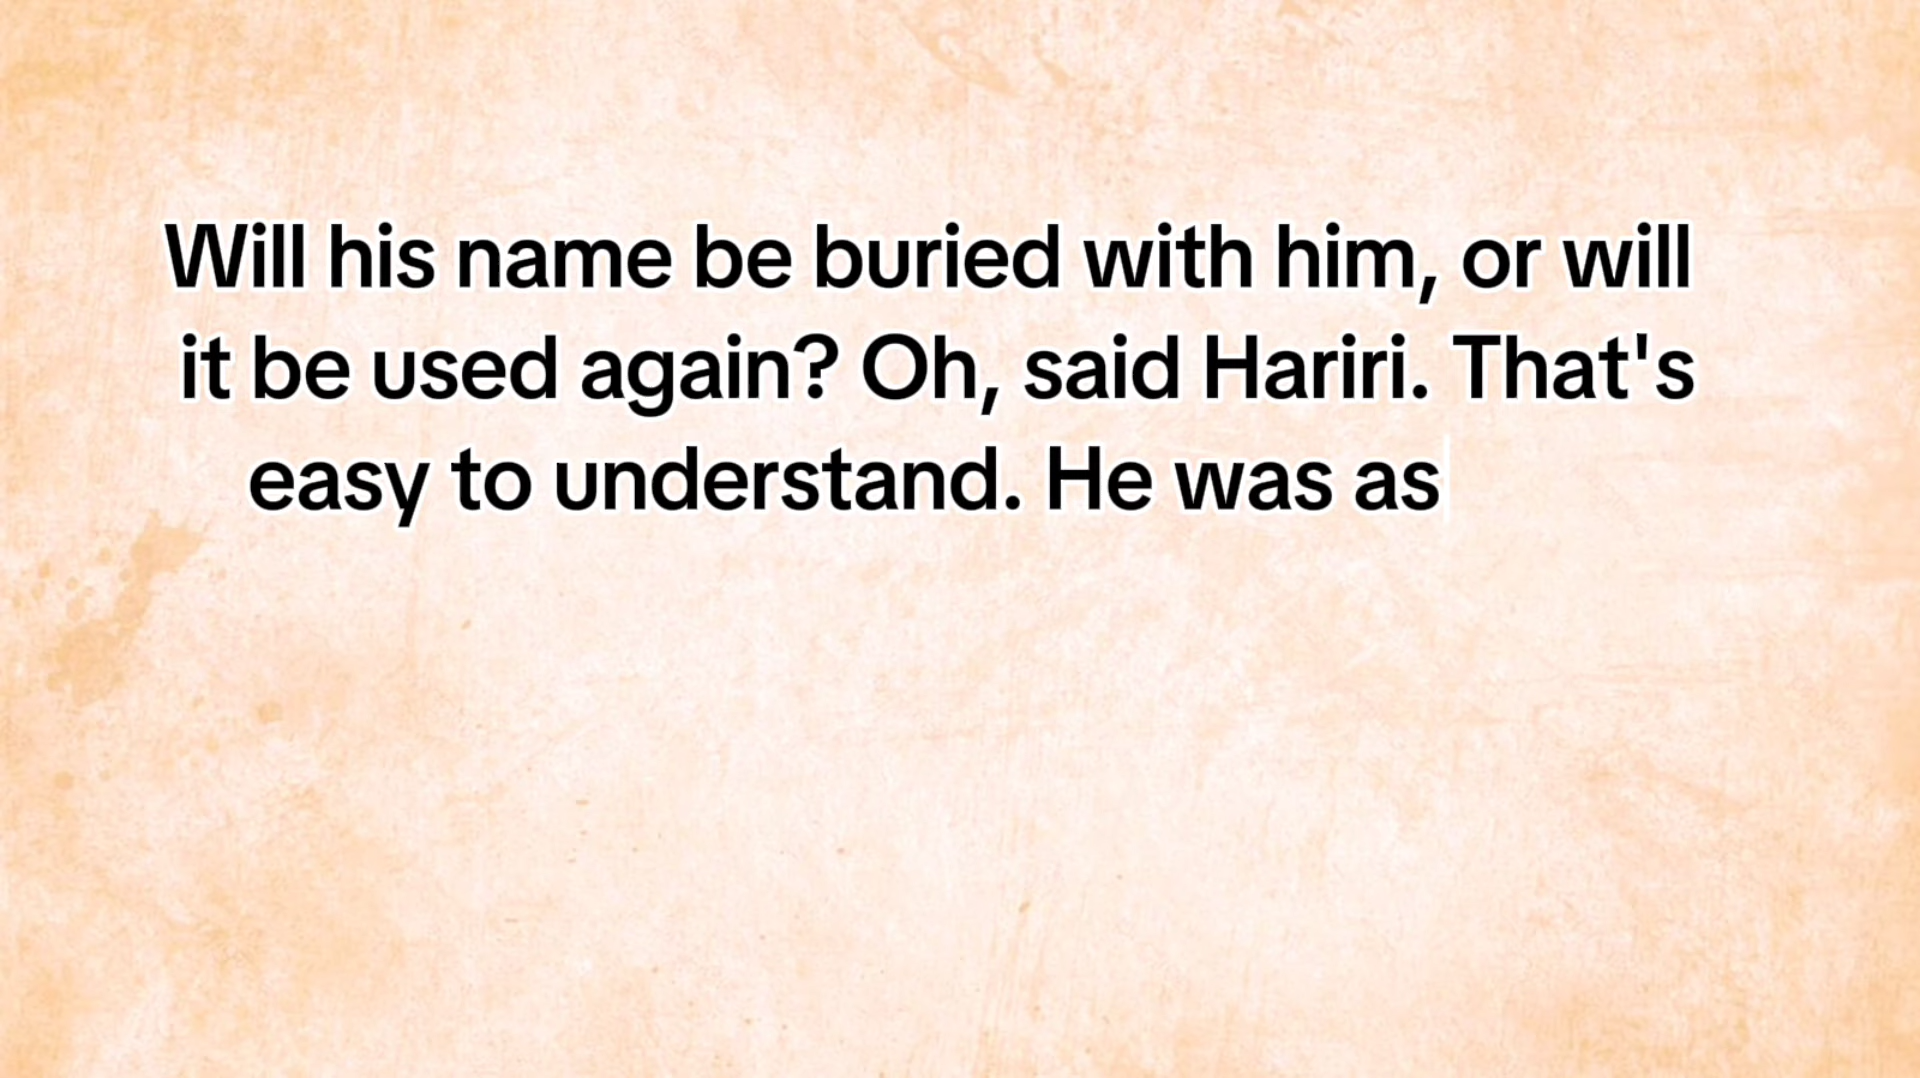 Will his name be buried with him, or will
it be used again? Oh, said Hariri. That's
easy to understand. He was as